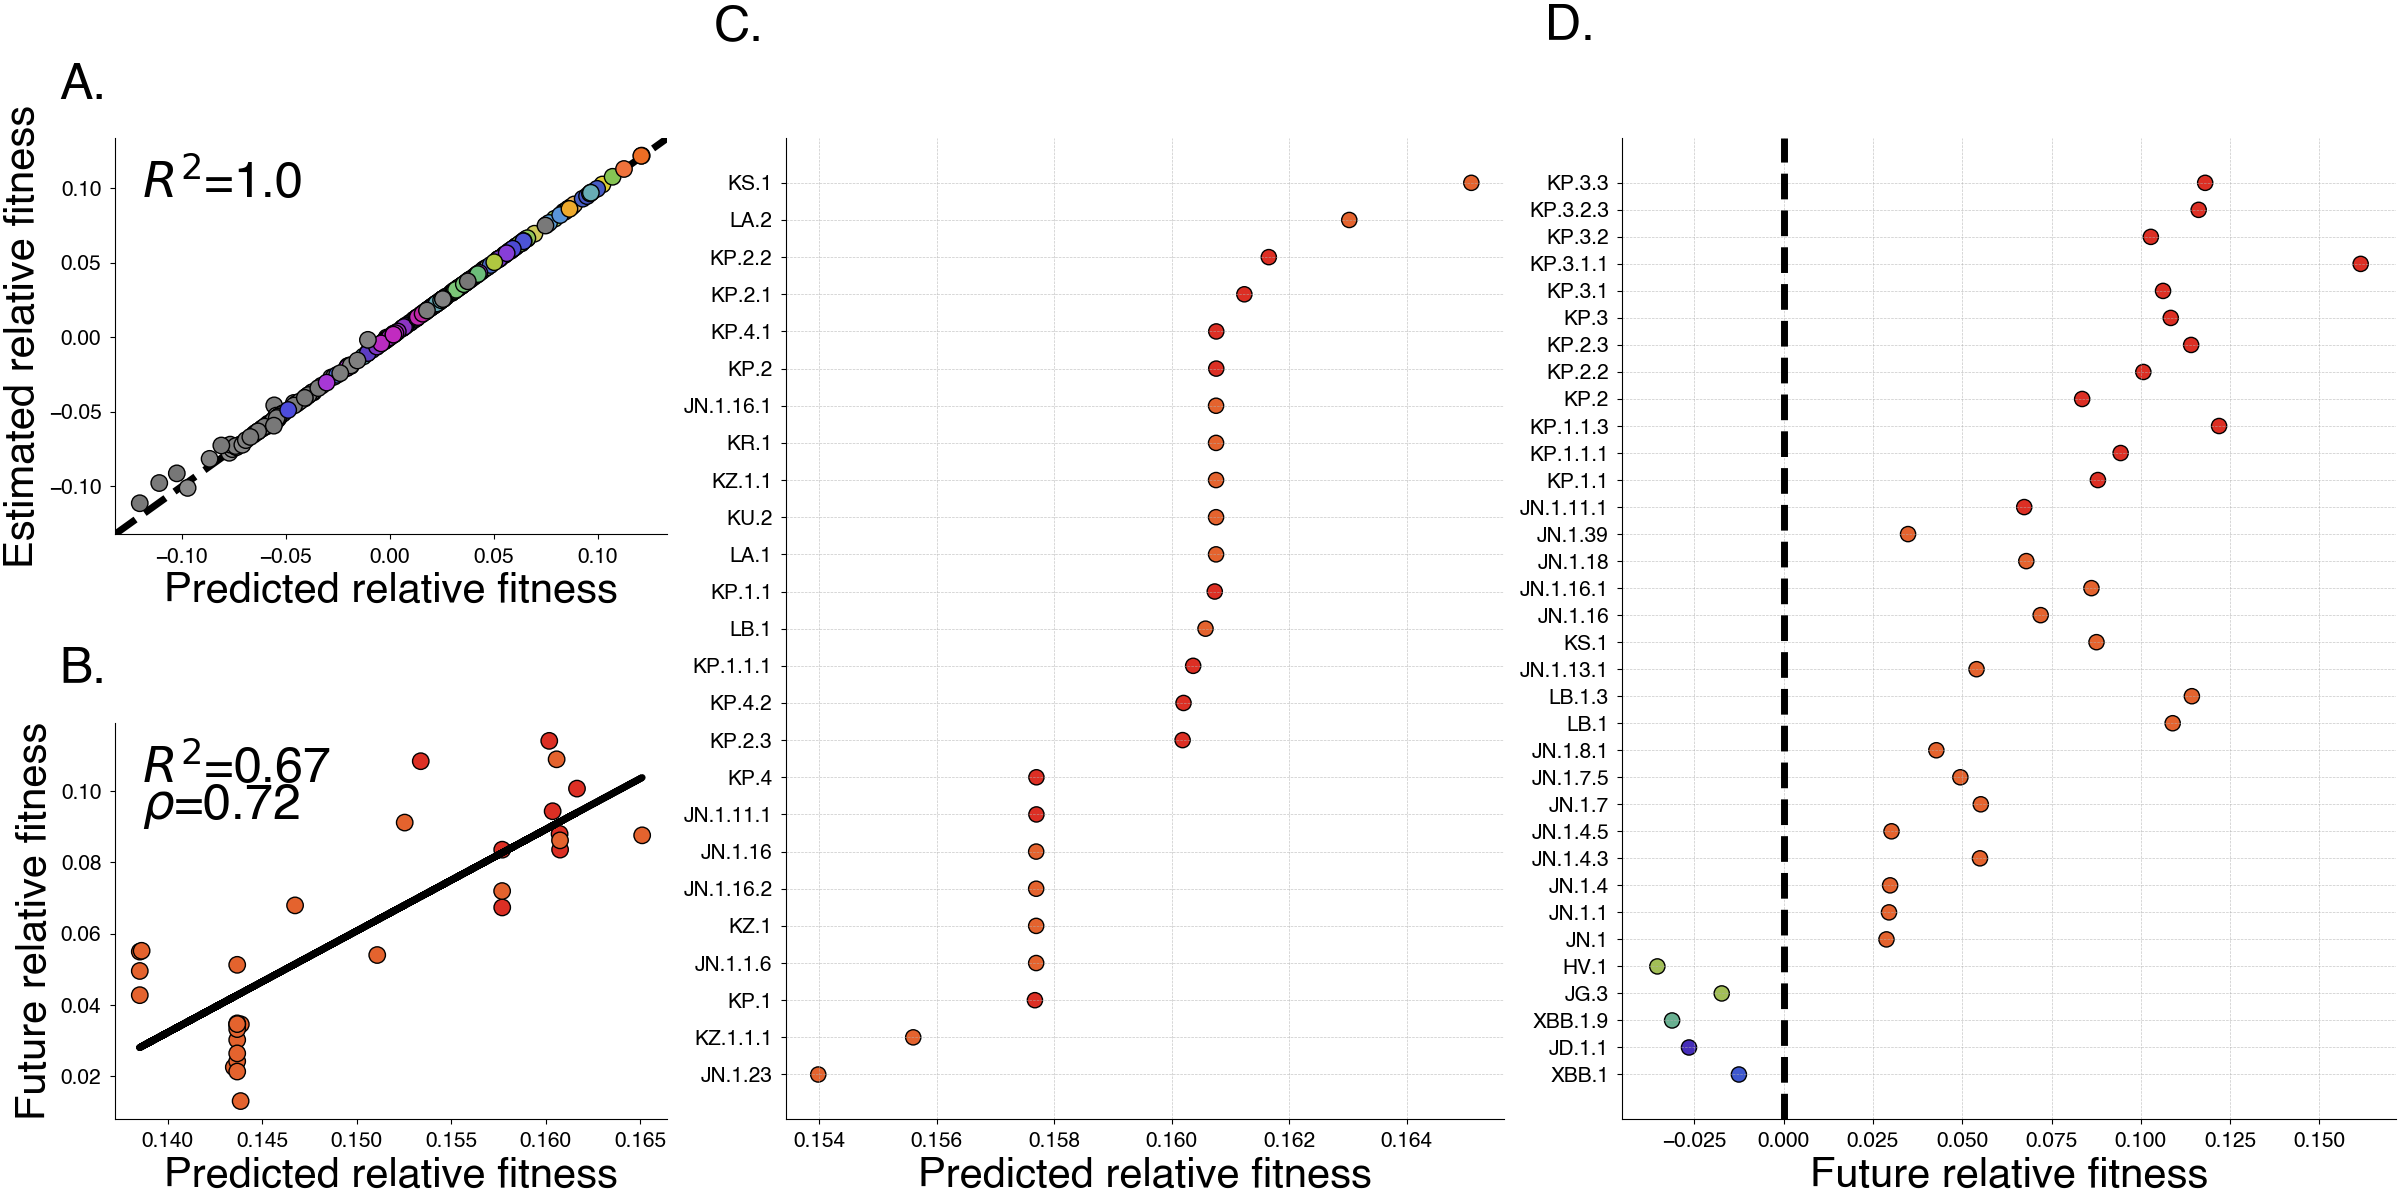 A.
Estimated relative fitness
R²=1.0
0.10
0.05
0.00
−0.05
−0.10
−0.10 −0.05 0.00 0.05 0.10
Predicted relative fitness
B.
Future relative fitness
R²=0.67
ρ=0.72
0.10
0.08
0.06
0.04
0.02
0.140 0.145 0.150 0.155 0.160 0.165
Predicted relative fitness
C.
KS.1
LA.2
KP.2.2
KP.2.1
KP.4.1
KP.2
JN.1.16.1
KR.1
KZ.1.1
KU.2
LA.1
KP.1.1
LB.1
KP.1.1.1
KP.4.2
KP.2.3
KP.4
JN.1.11.1
JN.1.16
JN.1.16.2
KZ.1
JN.1.1.6
KP.1
KZ.1.1.1
JN.1.23
0.154 0.156 0.158 0.160 0.162 0.164
Predicted relative fitness
D.
KP.3.3
KP.3.2.3
KP.3.2
KP.3.1.1
KP.3.1
KP.3
KP.2.3
KP.2.2
KP.2
KP.1.1.3
KP.1.1.1
KP.1.1
JN.1.11.1
JN.1.39
JN.1.18
JN.1.16.1
JN.1.16
KS.1
JN.1.13.1
LB.1.3
LB.1
JN.1.8.1
JN.1.7.5
JN.1.7
JN.1.4.5
JN.1.4.3
JN.1.4
JN.1.1
JN.1
HV.1
JG.3
XBB.1.9
JD.1.1
XBB.1
−0.025 0.000 0.025 0.050 0.075 0.100 0.125 0.150
Future relative fitness